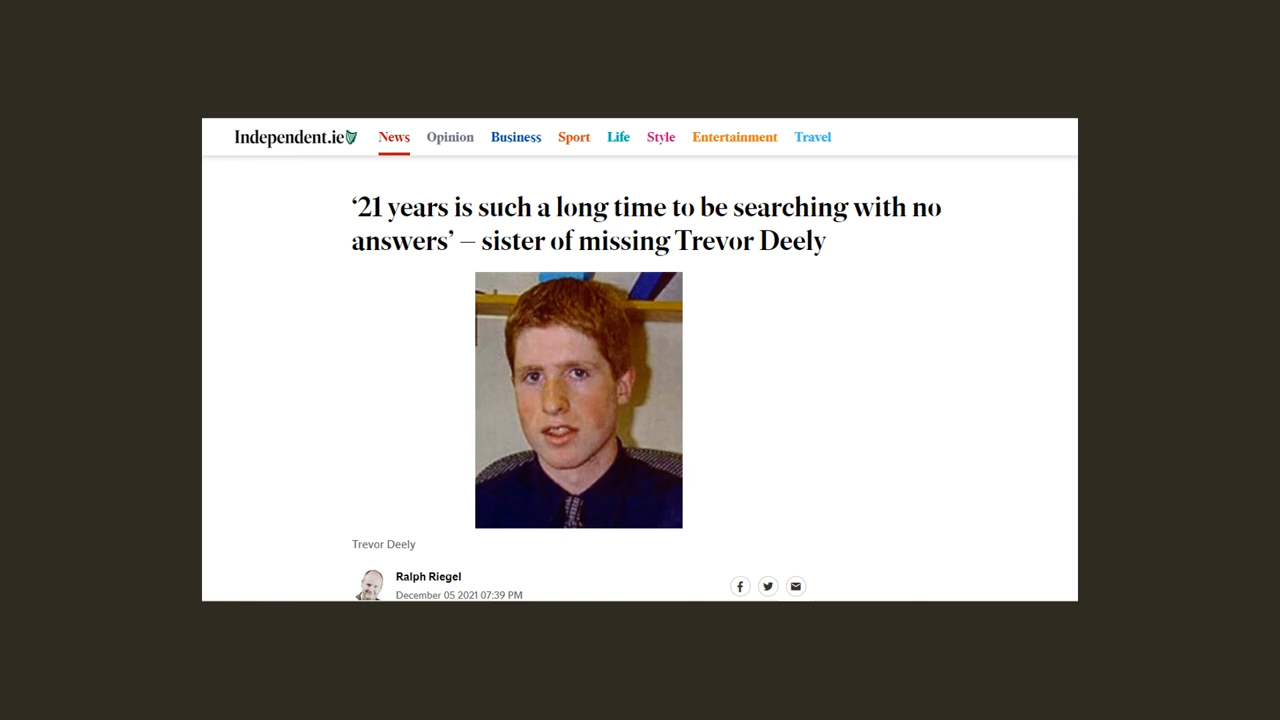 Independent.ie News Opinion Business Sport Life Style Entertainment Travel
‘21 years is such a long time to be searching with no
answers’ – sister of missing Trevor Deely
Trevor Deely
Ralph Riegel
December 05 2021 07:39 PM